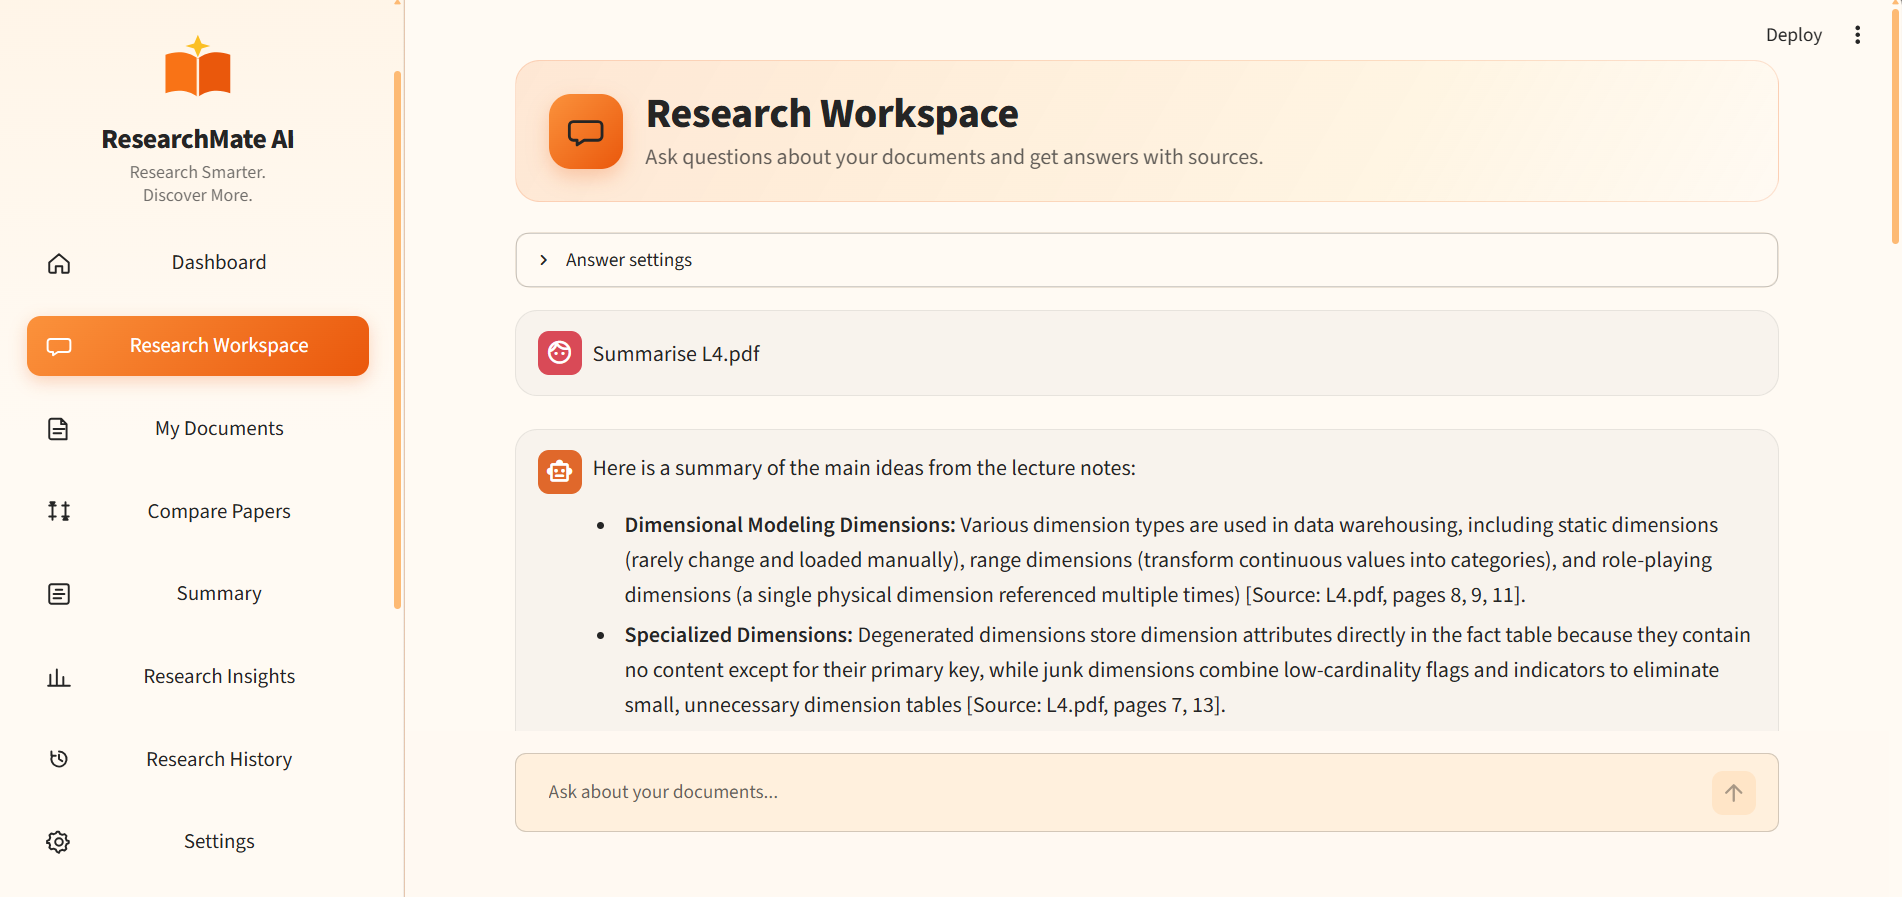 ResearchMate AI
Research Smarter.
Discover More.
Dashboard
Research Workspace
My Documents
Compare Papers
Summary
Research Insights
Research History
Settings
Deploy
Research Workspace
Ask questions about your documents and get answers with sources.
Answer settings
Summarise L4.pdf
Here is a summary of the main ideas from the lecture notes:
Dimensional Modeling Dimensions: Various dimension types are used in data warehousing, including static dimensions
(rarely change and loaded manually), range dimensions (transform continuous values into categories), and role-playing
dimensions (a single physical dimension referenced multiple times) [Source: L4.pdf, pages 8, 9, 11].
Specialized Dimensions: Degenerated dimensions store dimension attributes directly in the fact table because they contain
no content except for their primary key, while junk dimensions combine low-cardinality flags and indicators to eliminate
small, unnecessary dimension tables [Source: L4.pdf, pages 7, 13].
Ask about your documents...